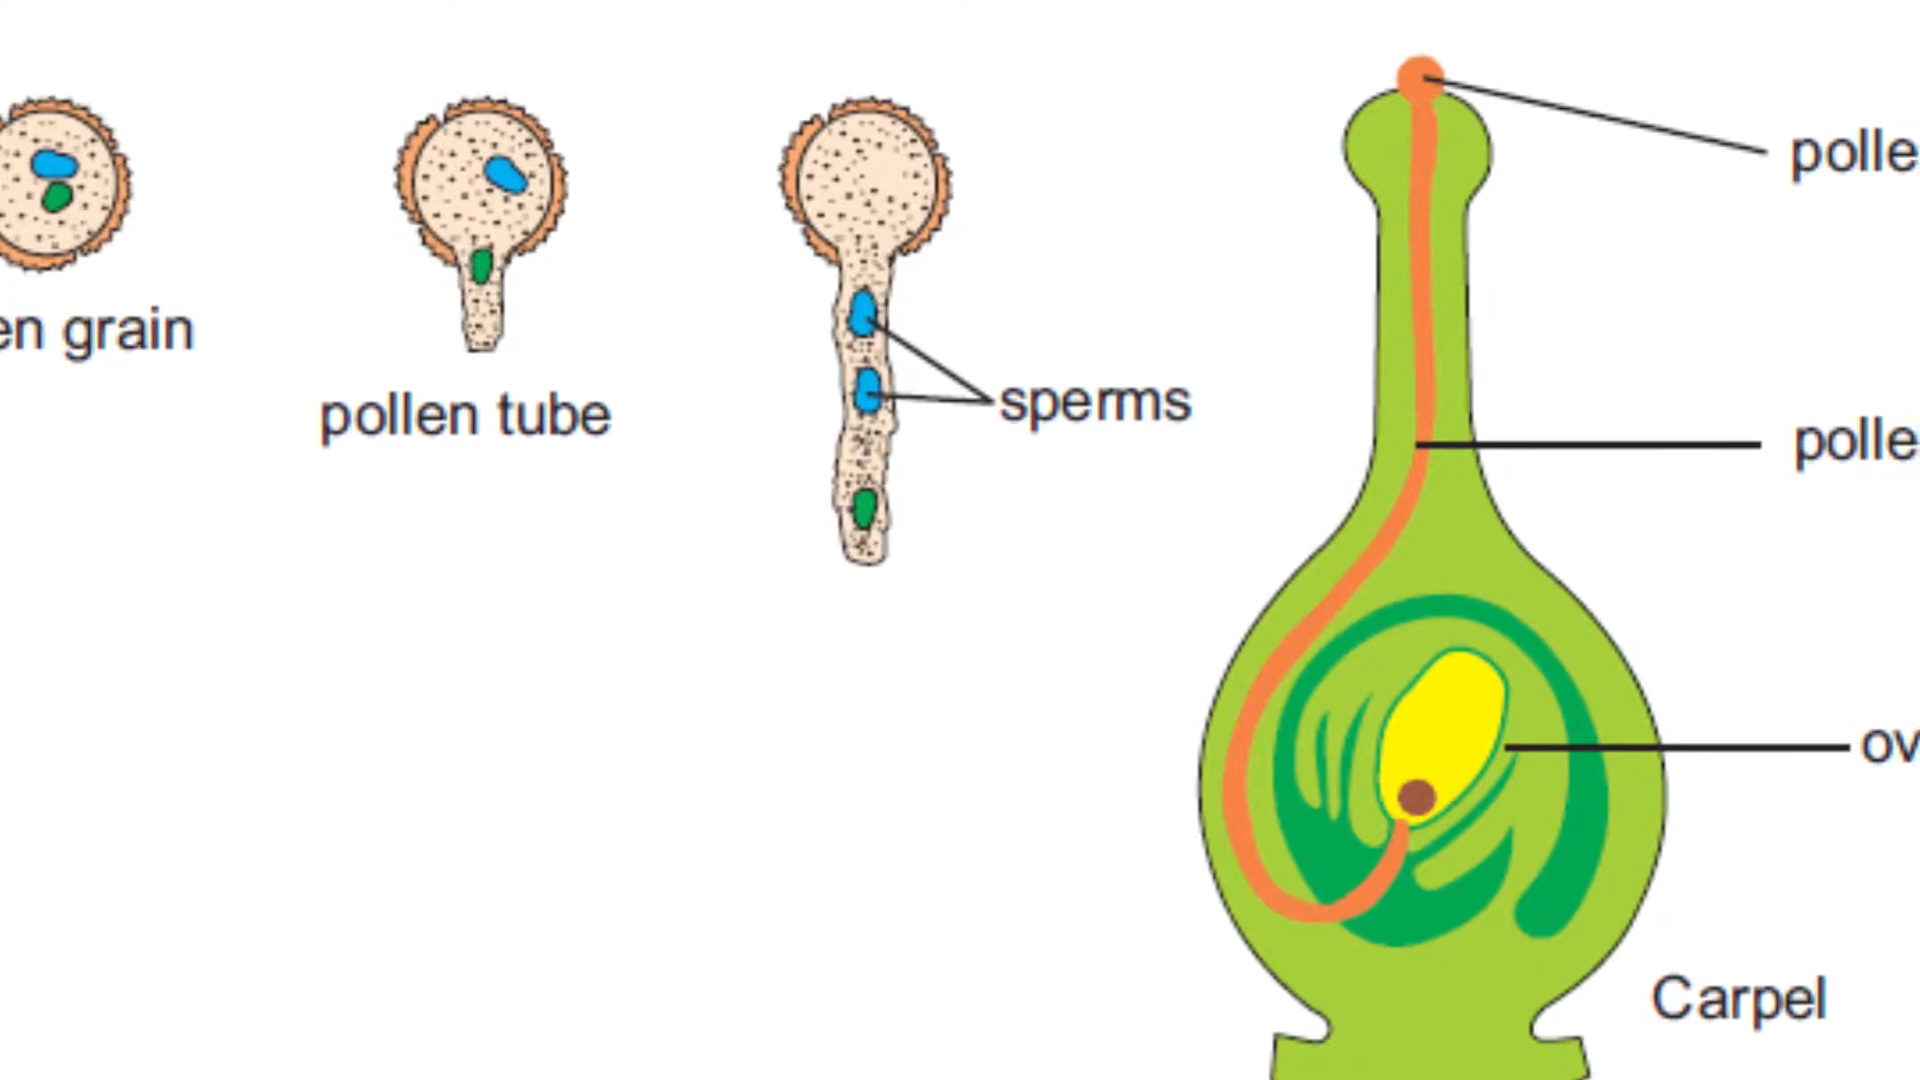 en grain
pollen tube
sperms
polle
polle
ov
Carpel